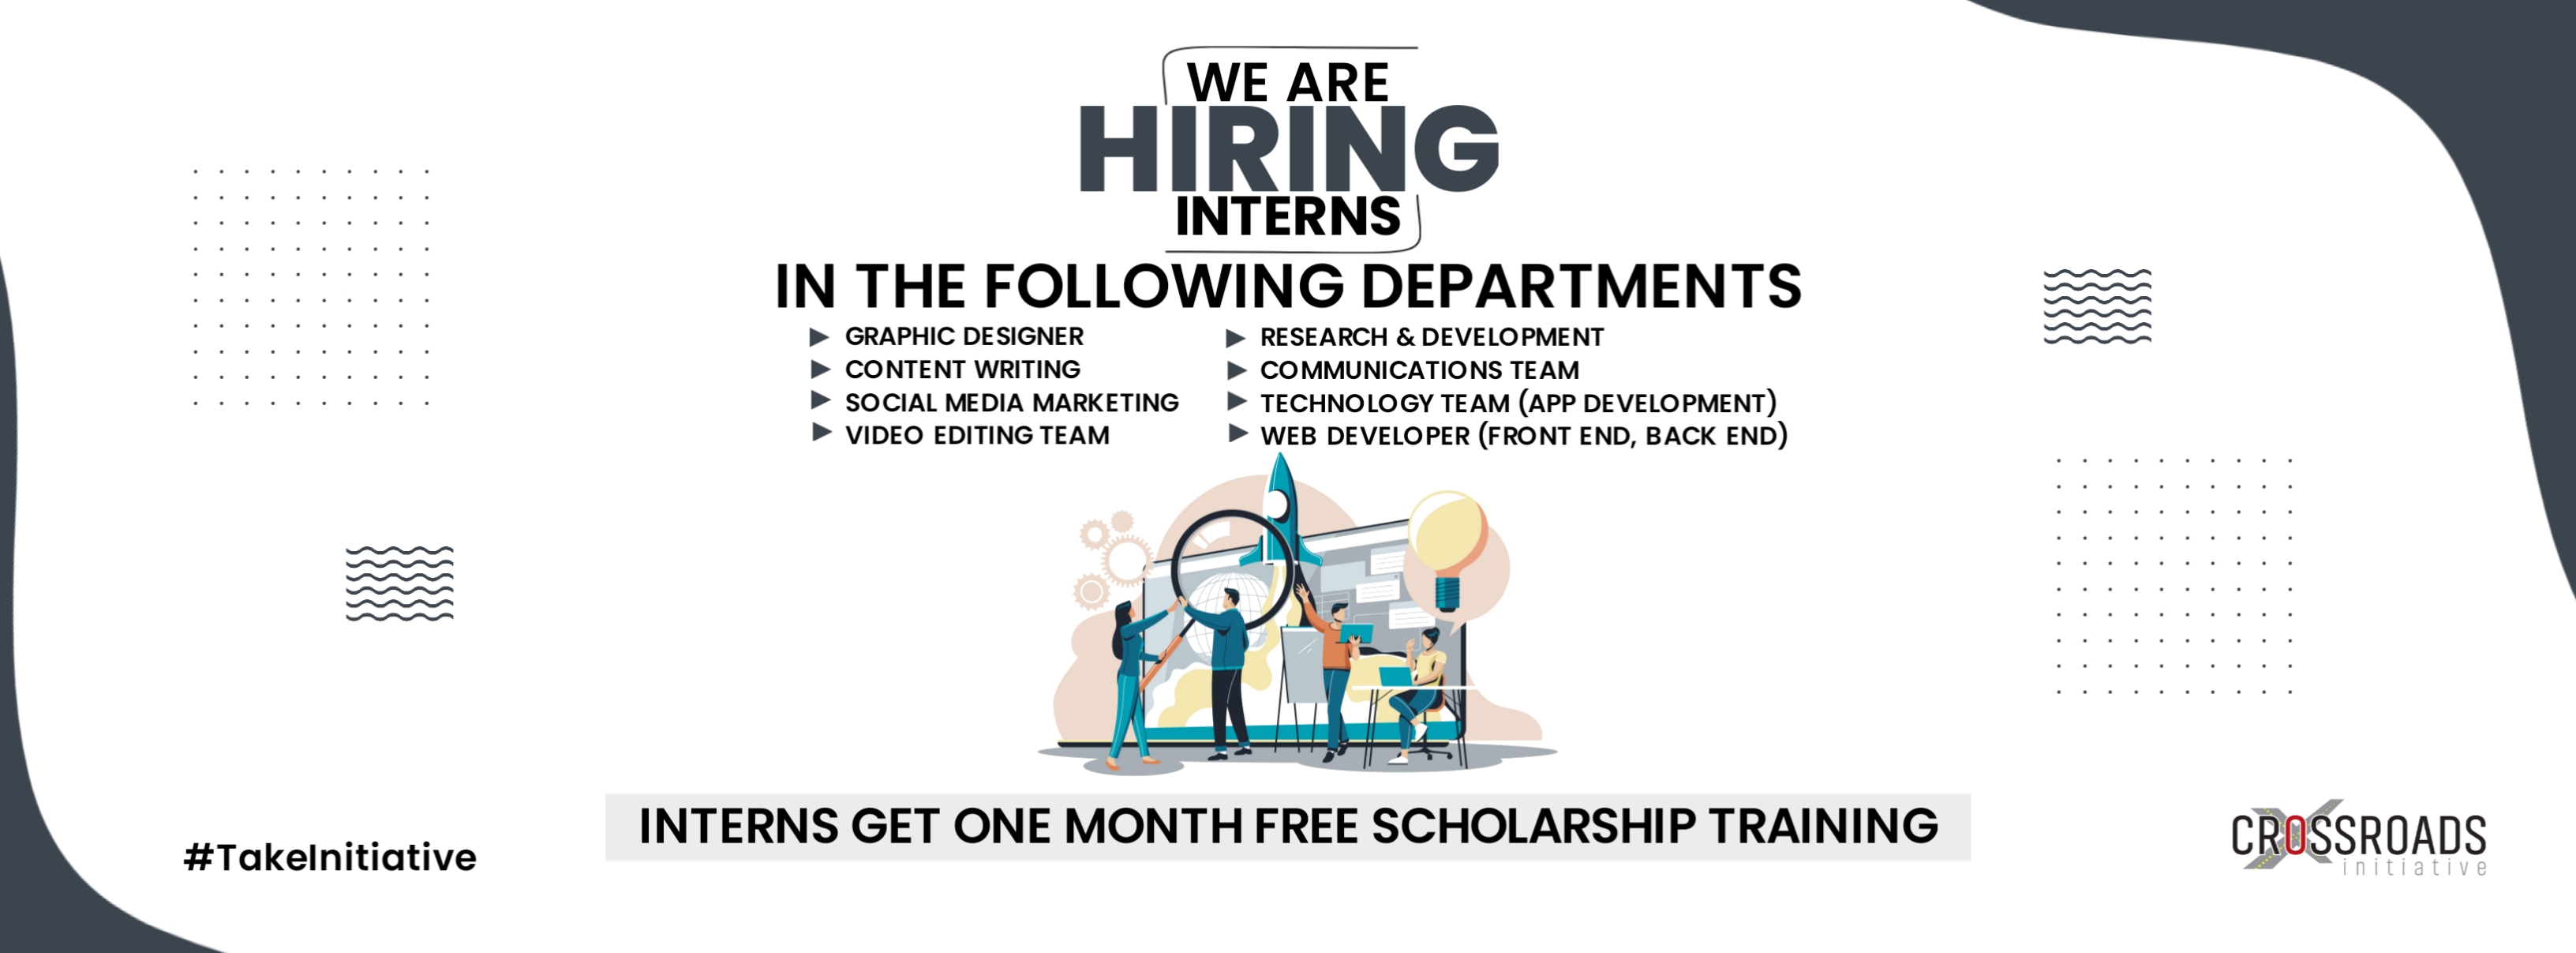 WE ARE
HIRING
INTERNS
IN THE FOLLOWING DEPARTMENTS
GRAPHIC DESIGNER
CONTENT WRITING
SOCIAL MEDIA MARKETING
VIDEO EDITING TEAM
RESEARCH & DEVELOPMENT
COMMUNICATIONS TEAM
TECHNOLOGY TEAM (APP DEVELOPMENT)
WEB DEVELOPER (FRONT END, BACK END)
INTERNS GET ONE MONTH FREE SCHOLARSHIP TRAINING
#TakeInitiative
CROSSROADS
initiative